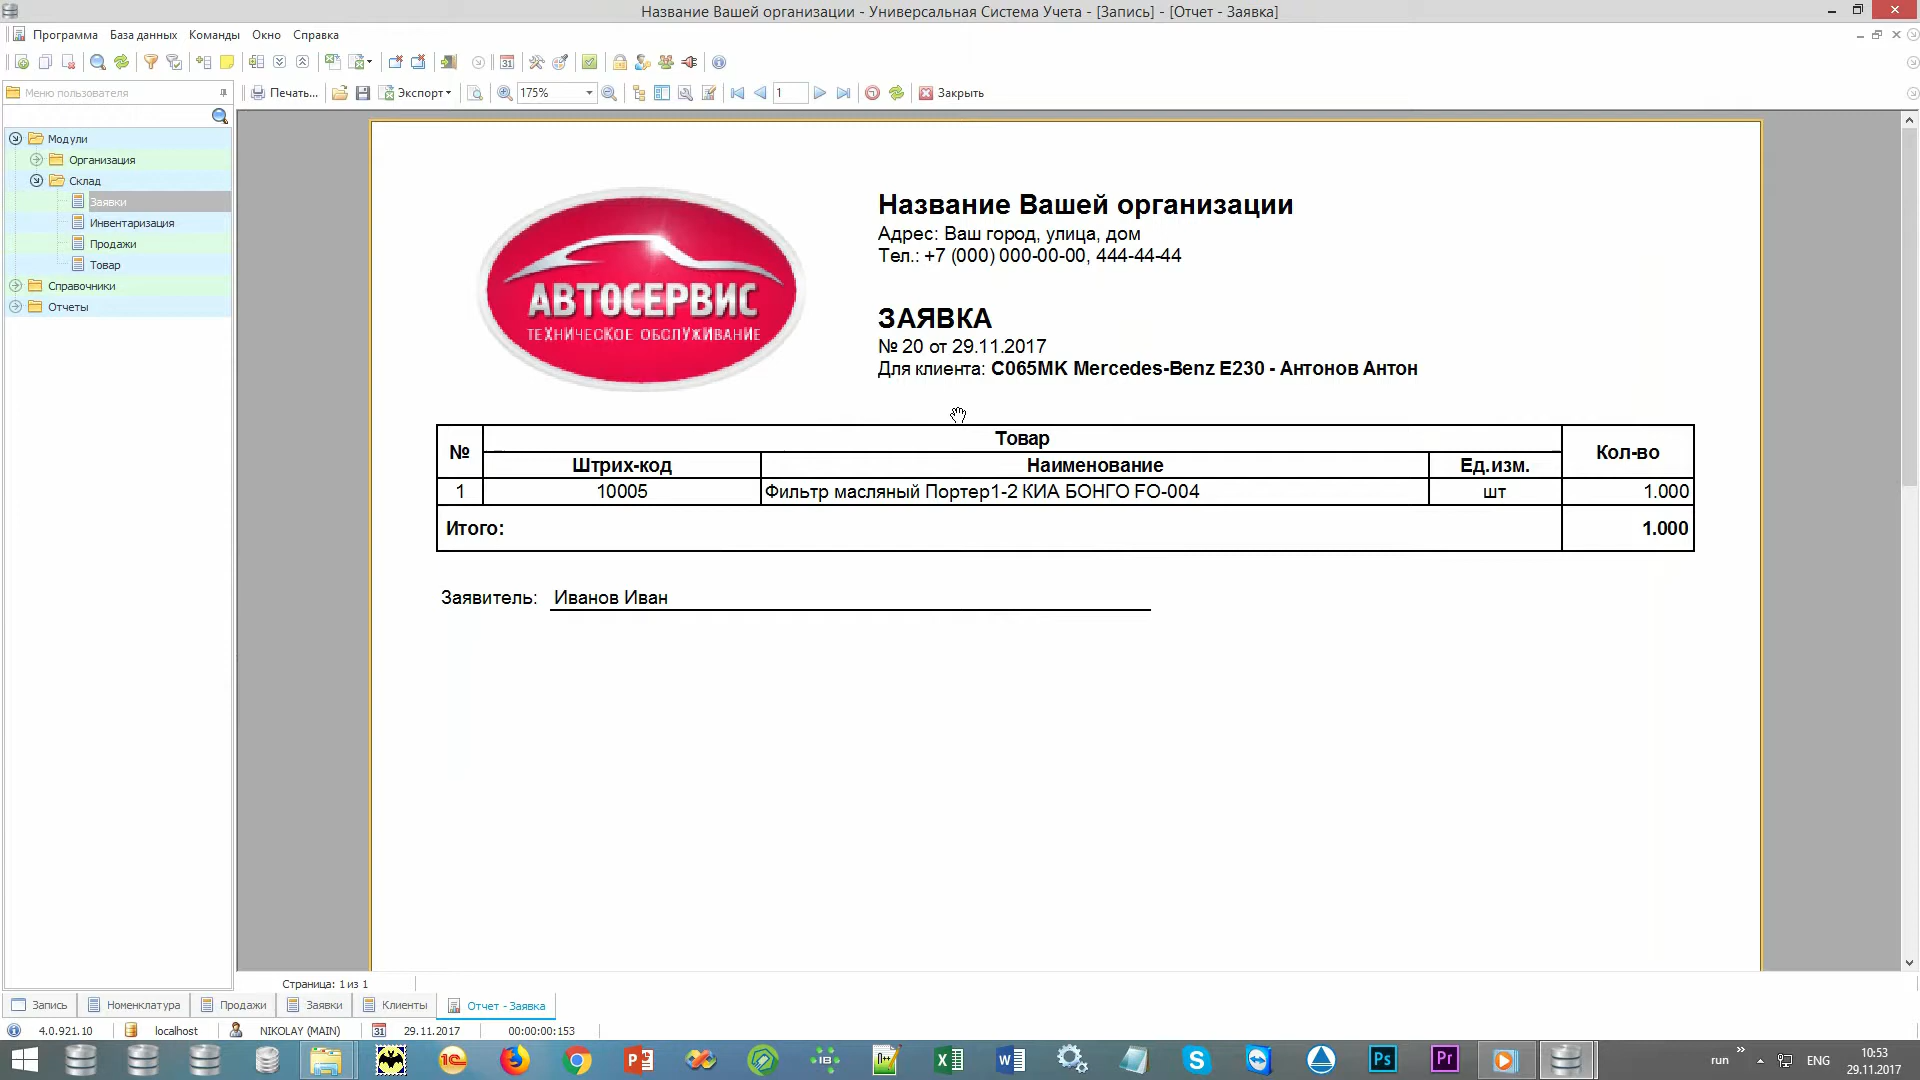 Название Вашей организации - Универсальная Система Учета - [Запись] - [Отчет - Заявка]
Программа База данных Команды Окно Справка
Меню пользователя
Печать... Экспорт 175% 1 Закрыть
Модули
Организация
Склад
Заявки
Инвентаризация
Продажи
Товар
Справочники
Отчеты
АВТОСЕРВИС
ТЕХНИЧЕСКОЕ ОБСЛУЖИВАНИЕ
Название Вашей организации
Адрес: Ваш город, улица, дом
Тел.: +7 (000) 000-00-00, 444-44-44
ЗАЯВКА
№ 20 от 29.11.2017
Для клиента: С065МК Mercedes-Benz E230 - Антонов Антон
№ Товар Кол-во
Штрих-код Наименование Ед.изм.
1 10005 Фильтр масляный Портер1-2 КИА БОНГО FO-004 шт 1.000
Итого: 1.000
Заявитель: Иванов Иван
Страница: 1 из 1
Запись Номенклатура Продажи Заявки Клиенты Отчет - Заявка
4.0.921.10 localhost NIKOLAY (MAIN) 31 29.11.2017 00:00:00:153
run ENG 10:53
29.11.2017